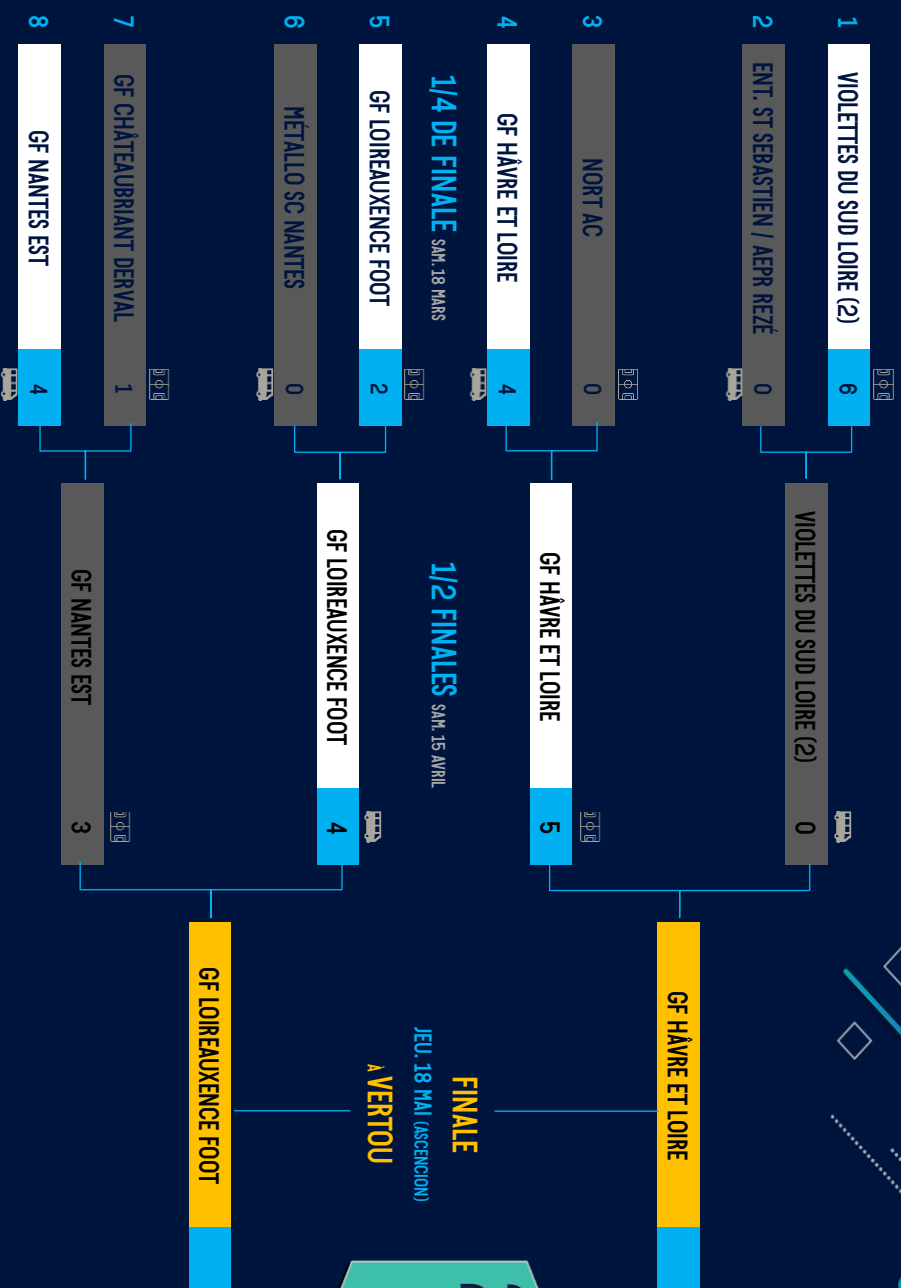 1
VIOLETTES DU SUD LOIRE (2) 6
2
ENT. ST SEBASTIEN / AEPR REZÉ 0
3
NORT AC 0
4
GF HÂVRE ET LOIRE 4
1/4 DE FINALE SAM. 18 MARS
5
GF LOIREAUXENCE FOOT 2
6
MÉTALLO SC NANTES 0
7
GF CHÂTEAUBRIANT DERVAL 1
8
GF NANTES EST 4
VIOLETTES DU SUD LOIRE (2) 0
GF HÂVRE ET LOIRE 5
1/2 FINALES SAM. 15 AVRIL
GF LOIREAUXENCE FOOT 4
GF NANTES EST 3
GF HÂVRE ET LOIRE
FINALE
JEU. 18 MAI (ASCENCION)
À VERTOU
GF LOIREAUXENCE FOOT